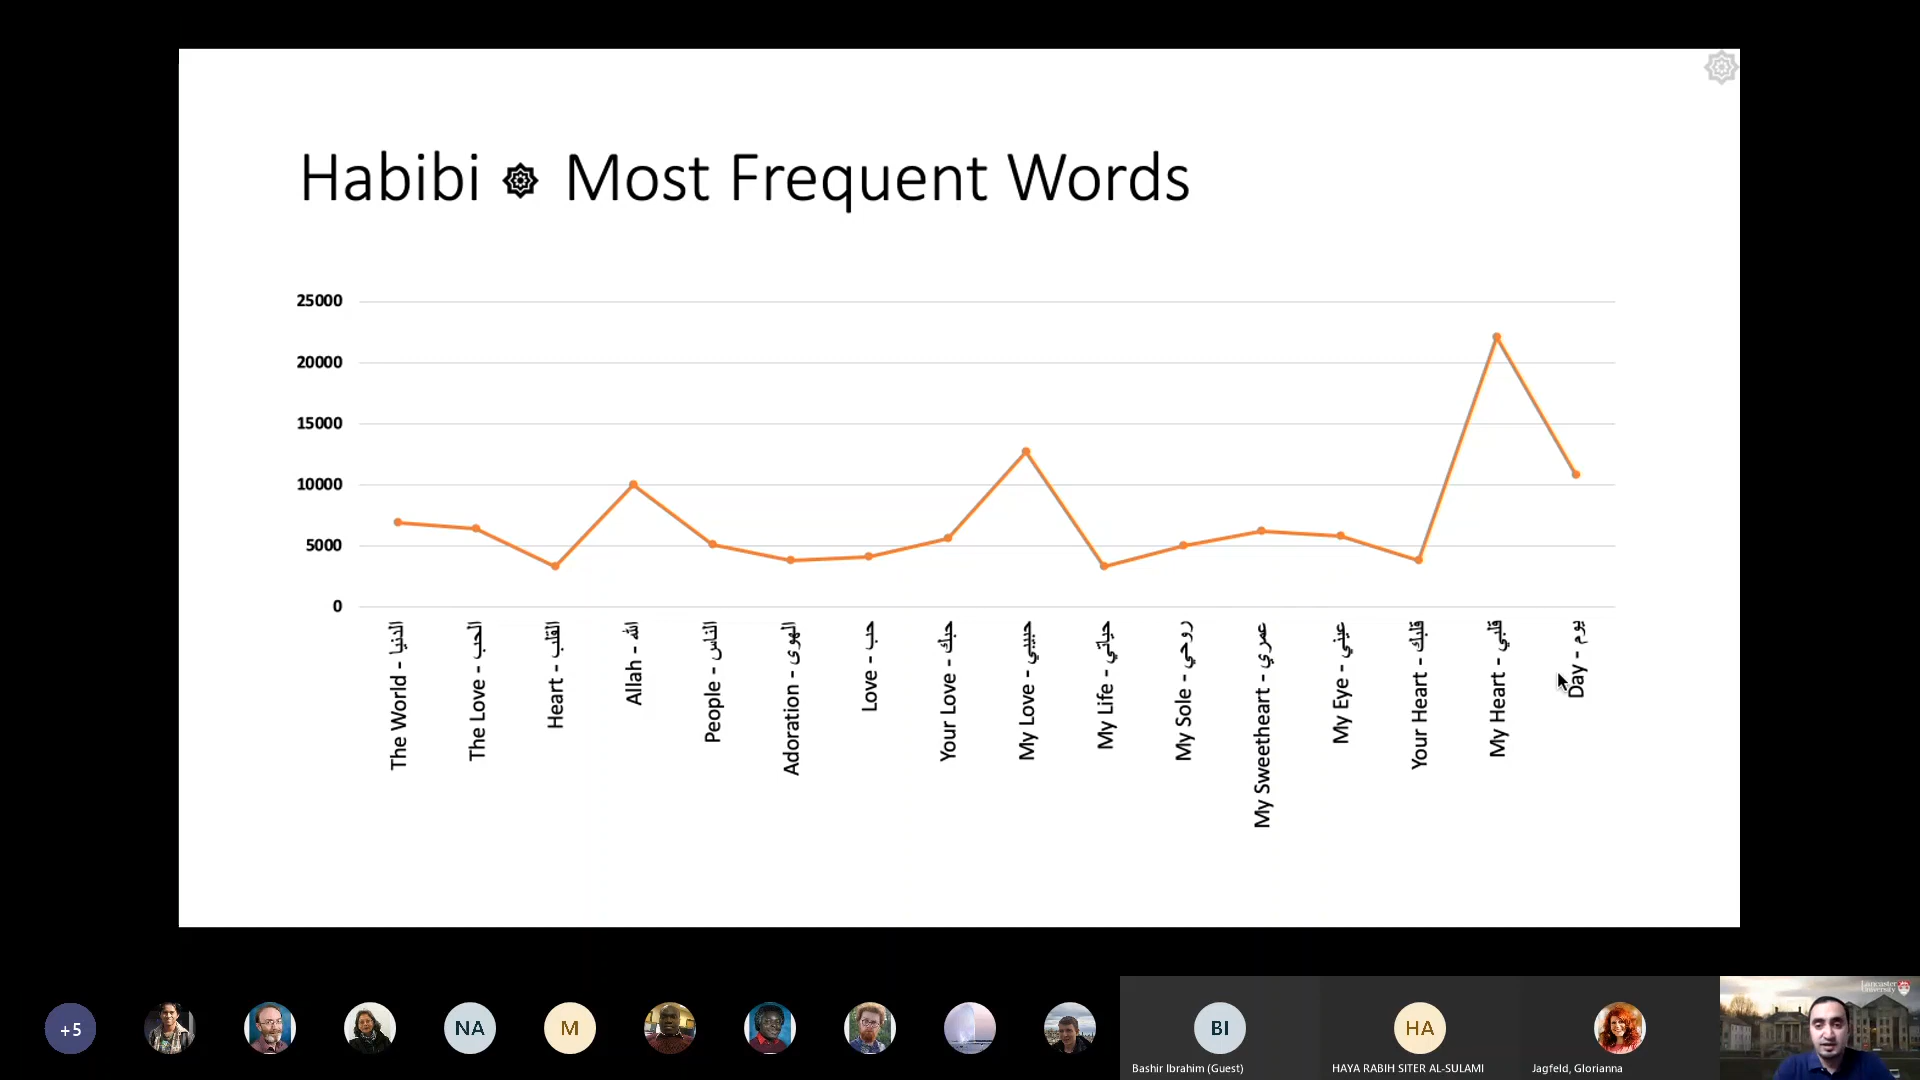 Habibi Most Frequent Words
25000
20000
15000
10000
5000
0
The World - الدنيا
The Love - الحب
Heart - القلب
Allah - الله
People - الناس
Adoration - الهوى
Love - حب
Your Love - حبك
My Love - حبيبي
My Life - حياتي
My Sole - روحي
My Sweetheart - عمري
My Eye - عيني
Your Heart - قلبك
My Heart - قلبي
Day - يوم
+5
NA
M
BI
HA
Bashir Ibrahim (Guest)
HAYA RABIH SITER AL-SULAMI
Jagfeld, Glorianna
Lancaster
University